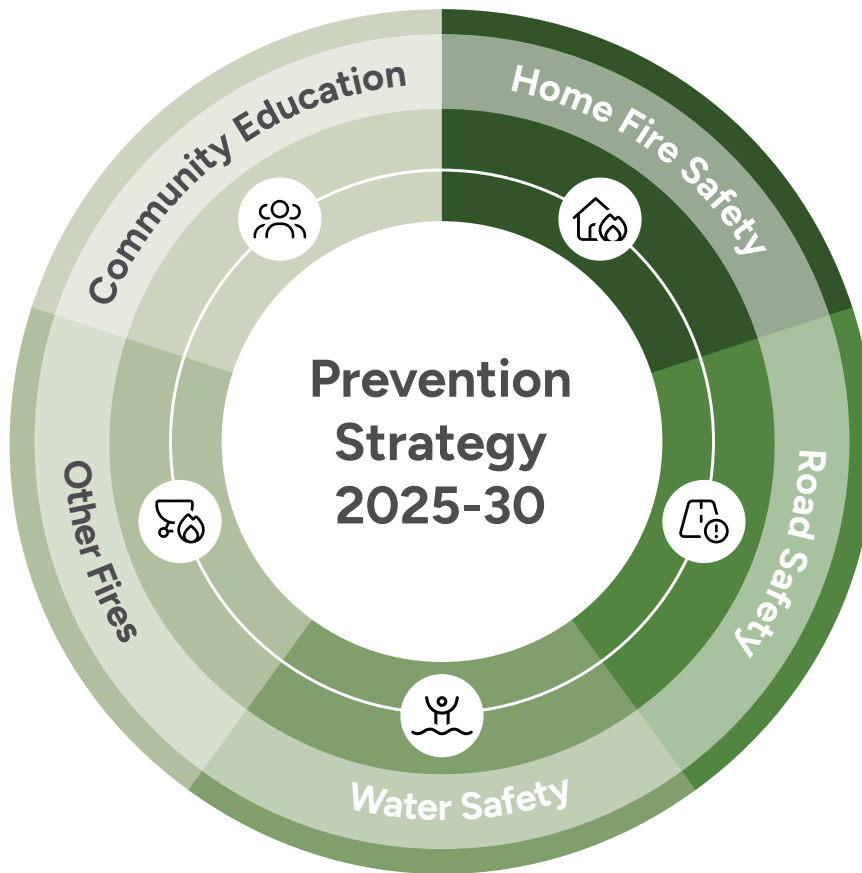 Prevention
Strategy
2025-30
Home Fire Safety
Road Safety
Water Safety
Other Fires
Community Education